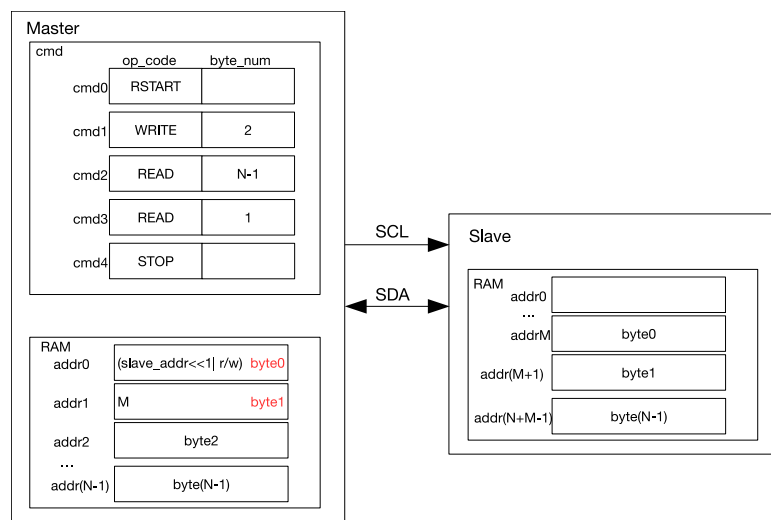 Master
cmd
op_code byte_num
cmd0 RSTART
cmd1 WRITE 2
cmd2 READ N-1
cmd3 READ 1
cmd4 STOP
RAM
addr0 (slave_addr<<1| r/w) byte0
addr1 M byte1
addr2 byte2
...
addr(N-1) byte(N-1)
SCL
SDA
Slave
RAM
addr0
...
addrM byte0
addr(M+1) byte1
addr(N+M-1) byte(N-1)